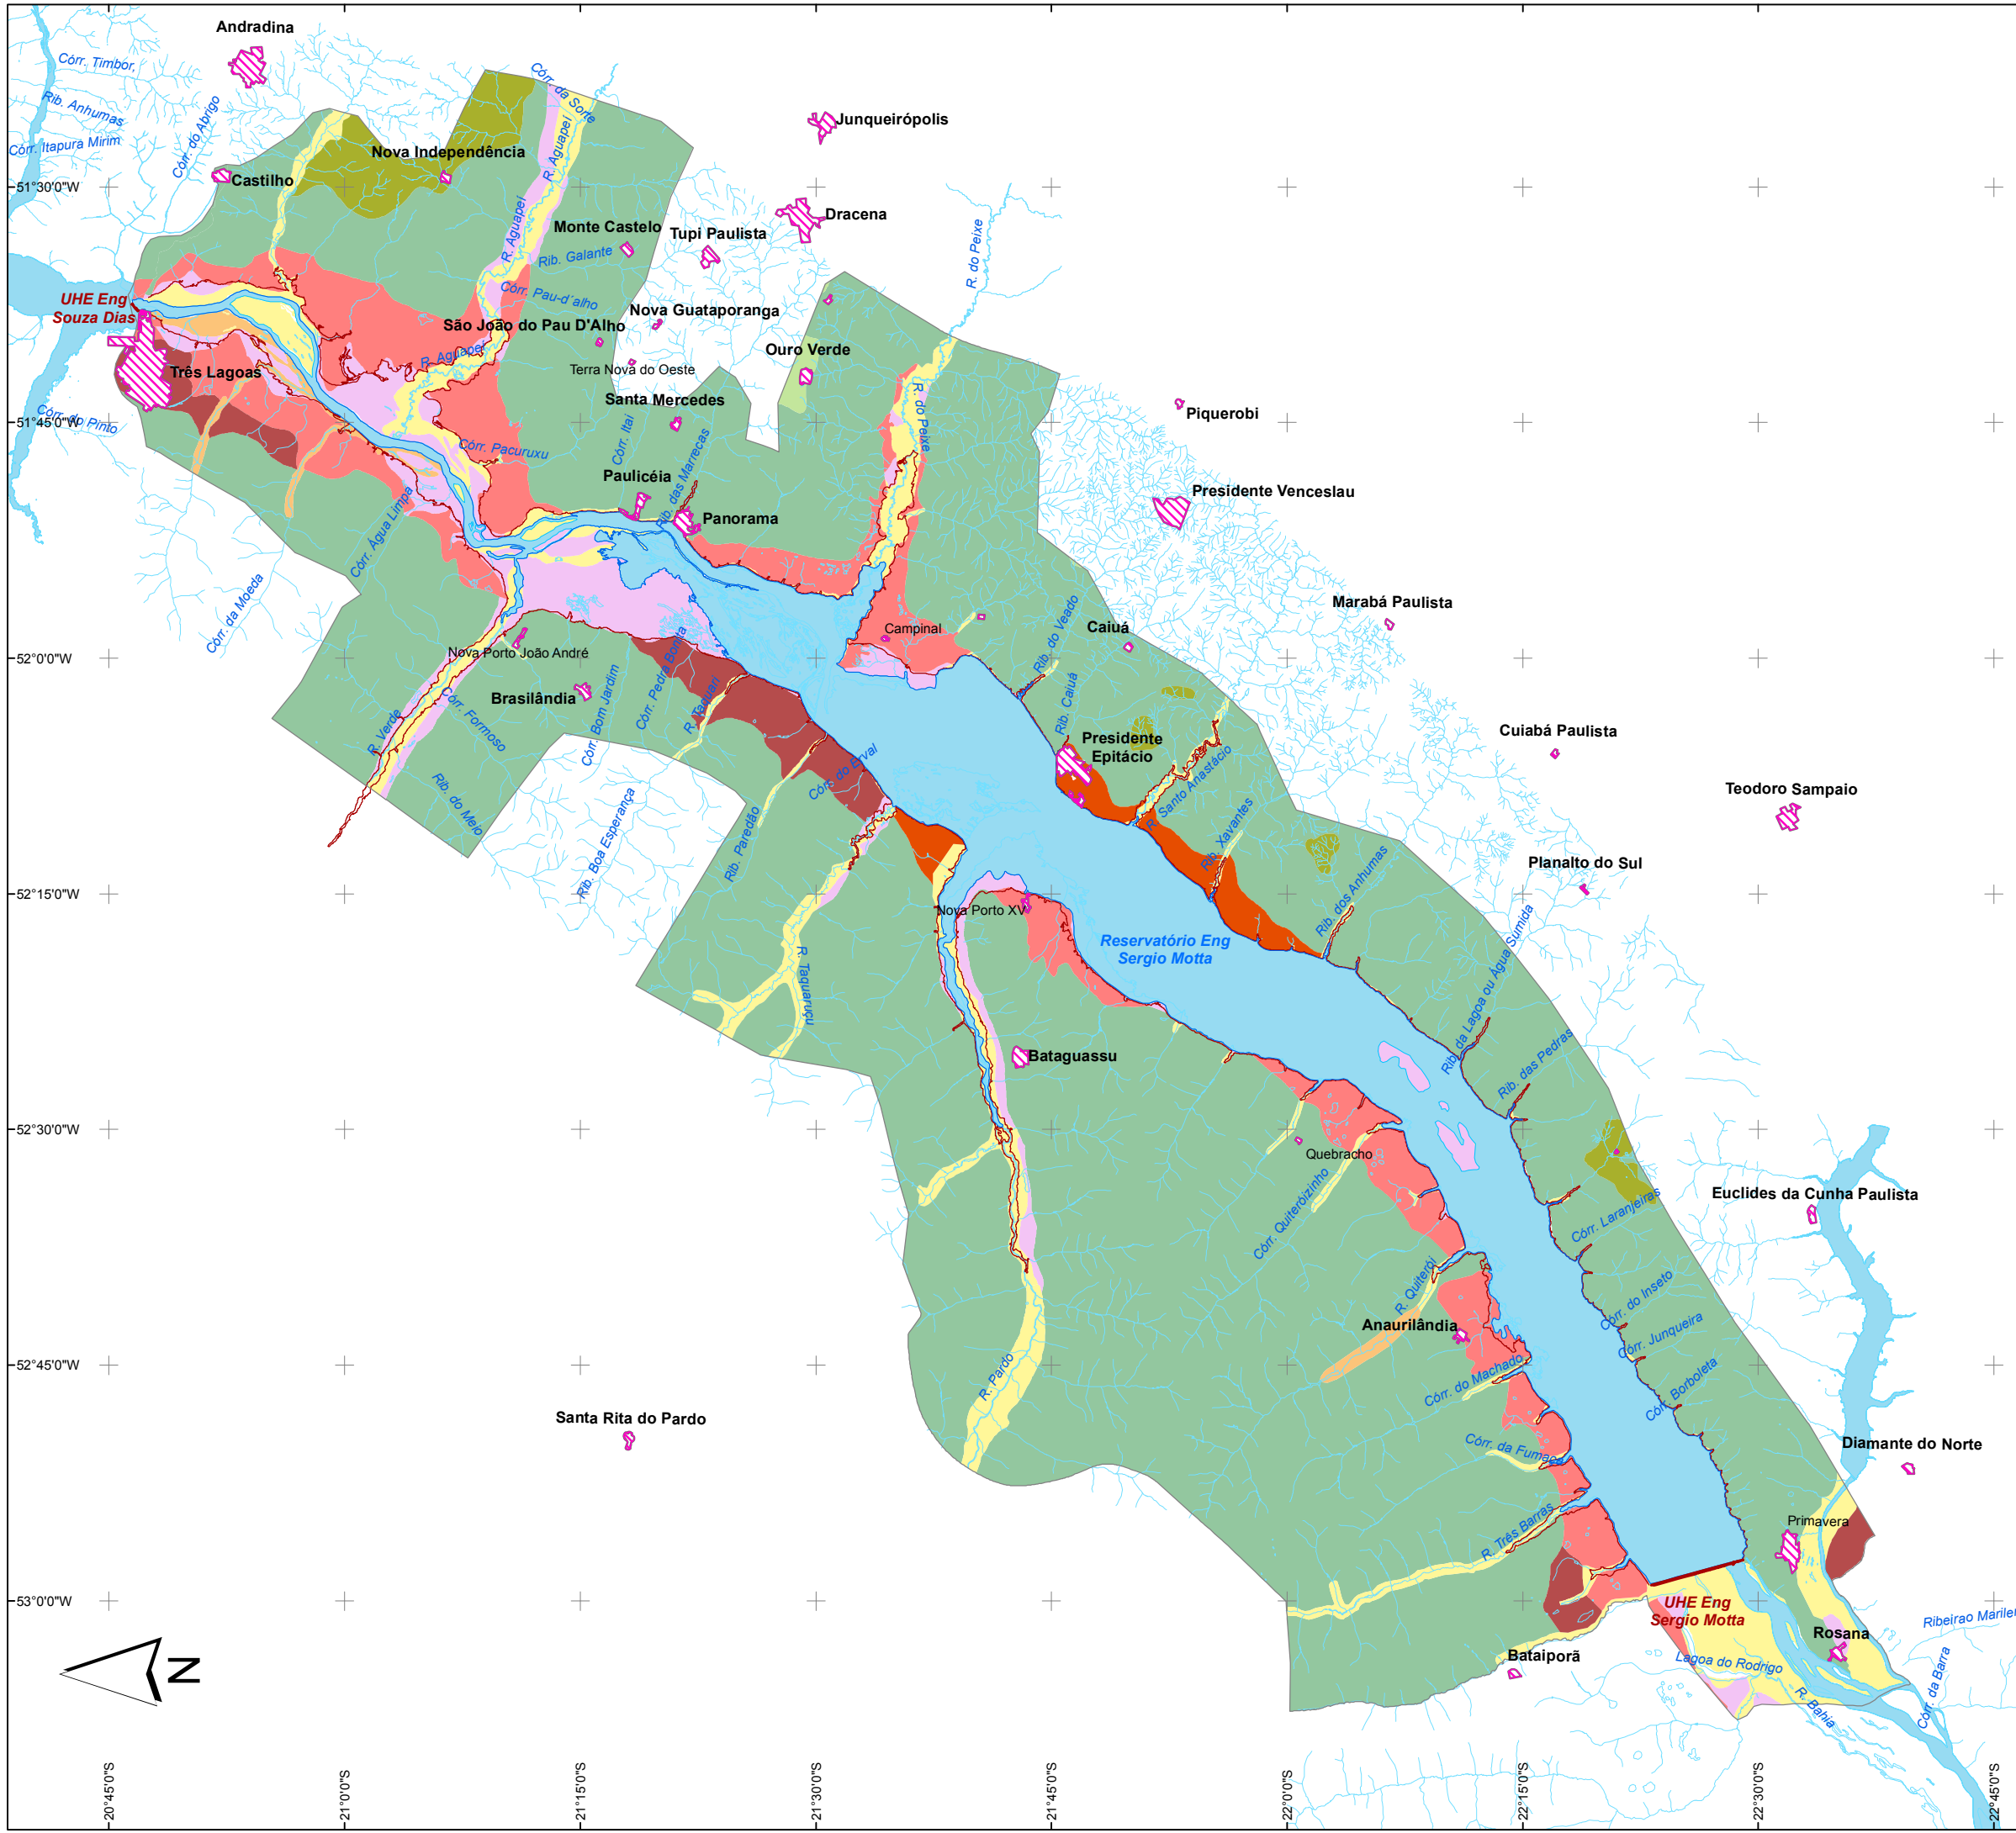 Andradina
Córr. Timbor,
Rib. Anhumas
Córr. do Abrigo
Córr. Itapura Mirim
Córr. da Sorte
R. Aguapeí
Junqueirópolis
Nova Independência
Castilho
51°30'0"W
R. Aguapeí
Monte Castelo
Tupi Paulista
Dracena
Rib. Galante
R. do Peixe
UHE Eng
Souza Dias
Córr. Pau-d´alho
Nova Guataporanga
São João do Pau D'Alho
R. Aguapeí
Ouro Verde
Terra Nova do Oeste
Três Lagoas
Santa Mercedes
R. do Peixe
Piquerobi
Córr. do Pinto
51°45'0"W
Córr. Itai
Rib. das Marrecas
Córr. Pacuruxu
Paulicéia
Presidente Venceslau
Panorama
Córr. Água Limpa
Córr. da Moeda
Marabá Paulista
Rib. do Veado
Caiuá
Campinal
52°0'0"W
Nova Porto João André
Brasilândia
Córr. Bom Jardim
Córr. Pedra Bonita
R. Taquari
Rib. Caiuá
R. Verde
Córr. Formoso
Cuiabá Paulista
Presidente
Epitácio
Córr. do Erval
R. Santo Anastácio
Rib. do Meio
Teodoro Sampaio
Rib. Boa Esperança
Rib. Paredão
Rib. Xavantes
Planalto do Sul
52°15'0"W
Rib. dos Anhumas
Nova Porto XV
Reservatório Eng
Sergio Motta
R. Taquaruçu
Rib. da Lagoa ou Água Sumida
Bataguassu
Rib. das Pedras
52°30'0"W
Quebracho
Córr. Quiteróizinho
Euclides da Cunha Paulista
Córr. Laranjeiras
R. Quiterói
Córr. do Inseto
Anaurilândia
Córr. Junqueira
52°45'0"W
R. Pardo
Córr. do Machado
Córr. Borboleta
Santa Rita do Pardo
Córr. da Fumaça
Diamante do Norte
Primavera
R. Três Barras
53°0'0"W
UHE Eng
Sergio Motta
Rosana
Bataiporã
Lagoa do Rodrigo
R. Bahia
Córr. da Barra
N
20°45'0"S
21°0'0"S
21°15'0"S
21°30'0"S
21°45'0"S
22°0'0"S
22°15'0"S
22°30'0"S
22°45'0"S
Ribeirao